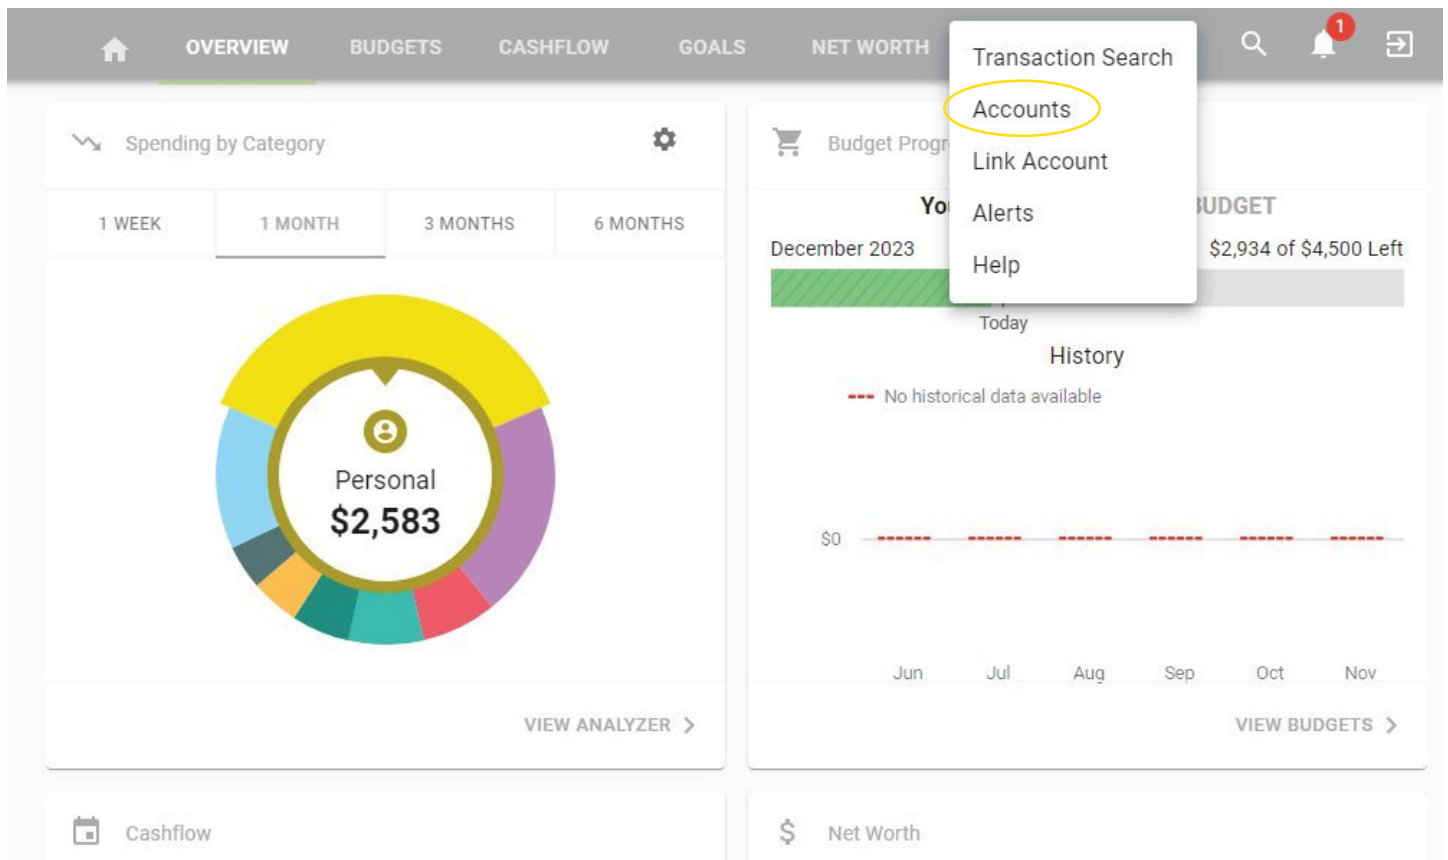 OVERVIEW BUDGETS CASHFLOW GOALS NET WORTH
1
Transaction Search
Accounts
Link Account
Alerts
Help
Spending by Category
1 WEEK 1 MONTH 3 MONTHS 6 MONTHS
Personal
$2,583
VIEW ANALYZER
Budget
BUDGET
December 2023 $2,934 of $4,500 Left
Today
History
No historical data available
$0
Jun Jul Aug Sep Oct Nov
VIEW BUDGETS
Cashflow
Net Worth